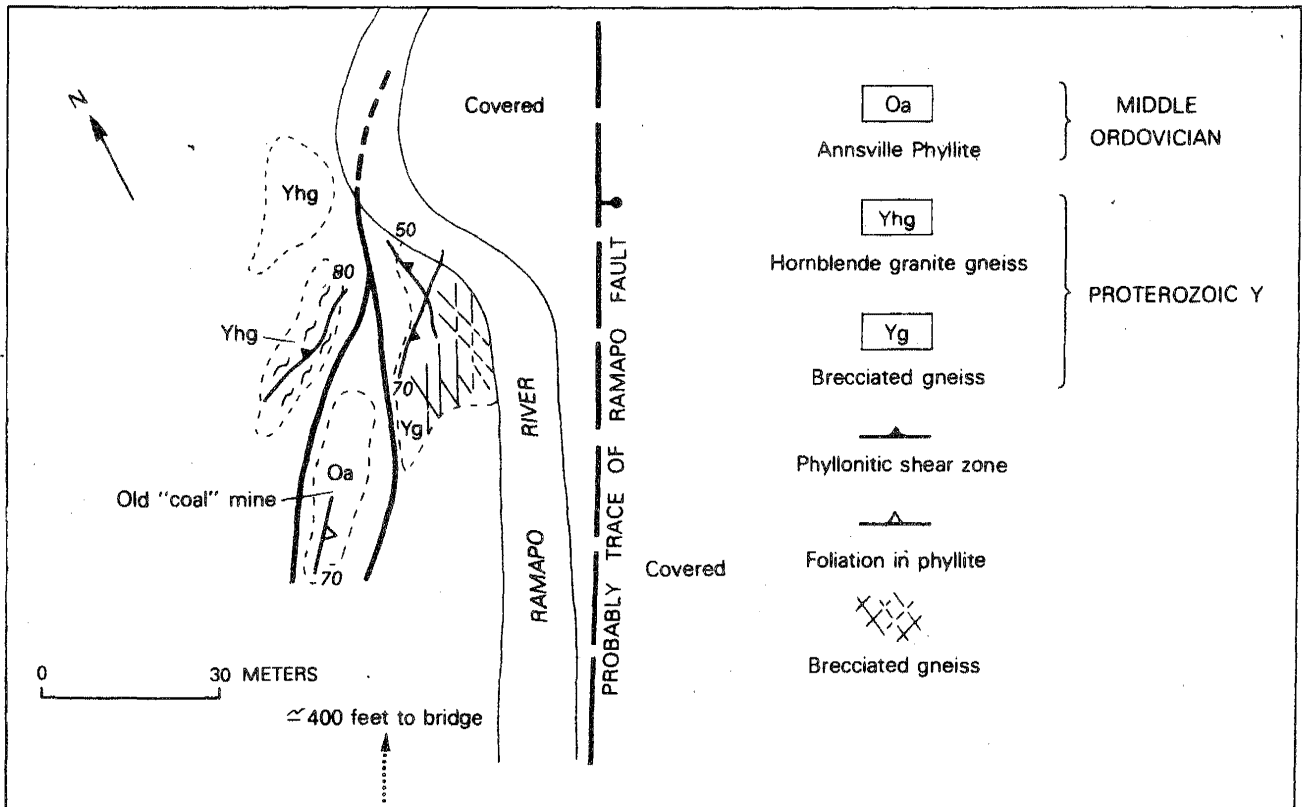 N
Covered
Yhg
50
80
Yhg
70
Yg
Oa
Old "coal" mine
70
RAMAPO RIVER
PROBABLY TRACE OF RAMAPO FAULT
Covered
0 30 METERS
≃400 feet to bridge
Oa
Annsville Phyllite
MIDDLE
ORDOVICIAN
Yhg
Hornblende granite gneiss
Yg
Brecciated gneiss
PROTEROZOIC Y
Phyllonitic shear zone
Foliation in phyllite
Brecciated gneiss